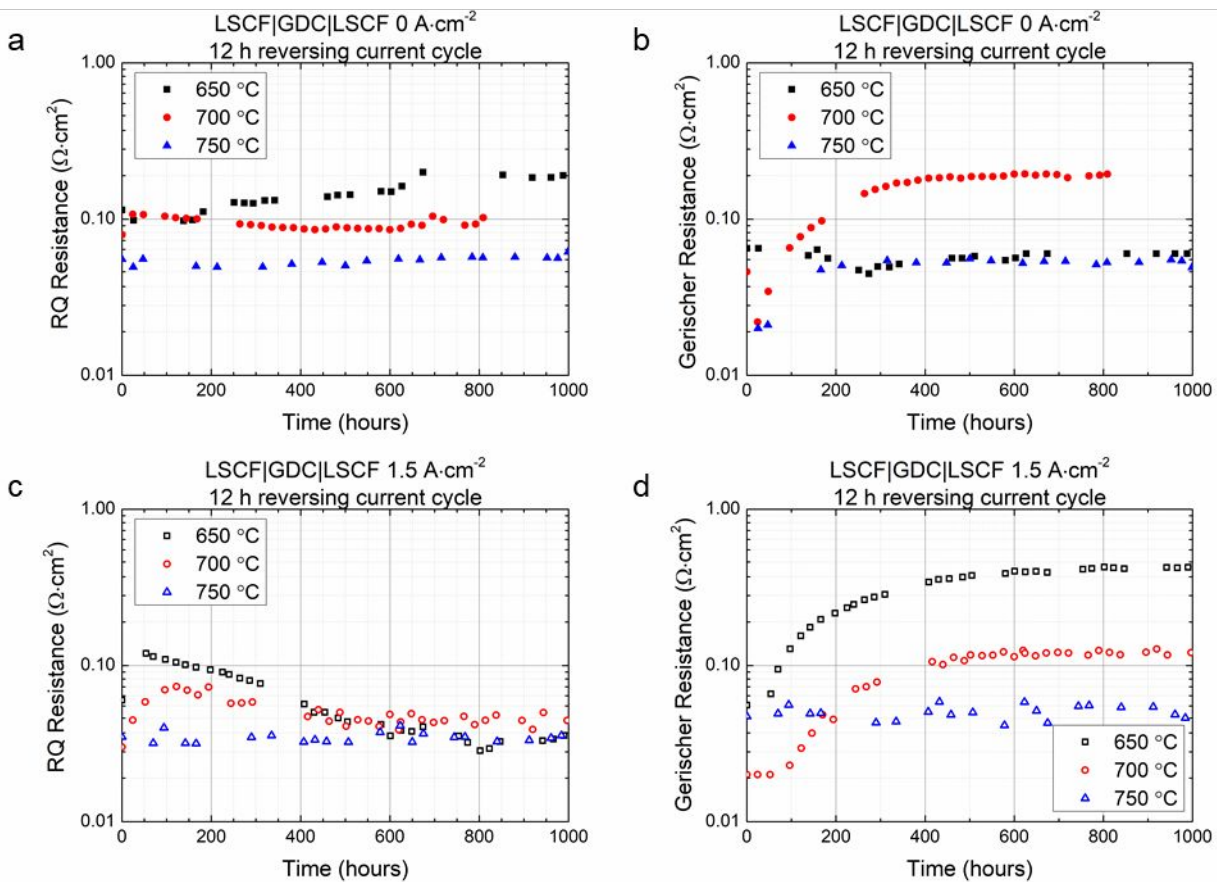 a
LSCF|GDC|LSCF 0 A·cm-2
12 h reversing current cycle
1.00
0.10
0.01
RQ Resistance (Ω·cm2)
650 °C
700 °C
750 °C
0 200 400 600 800 1000
Time (hours)
b
LSCF|GDC|LSCF 0 A·cm-2
12 h reversing current cycle
1.00
0.10
0.01
Gerischer Resistance (Ω·cm2)
650 °C
700 °C
750 °C
0 200 400 600 800 1000
Time (hours)
c
LSCF|GDC|LSCF 1.5 A·cm-2
12 h reversing current cycle
1.00
0.10
0.01
RQ Resistance (Ω·cm2)
650 °C
700 °C
750 °C
0 200 400 600 800 1000
Time (hours)
d
LSCF|GDC|LSCF 1.5 A·cm-2
12 h reversing current cycle
1.00
0.10
0.01
Gerischer Resistance (Ω·cm2)
650 °C
700 °C
750 °C
0 200 400 600 800 1000
Time (hours)